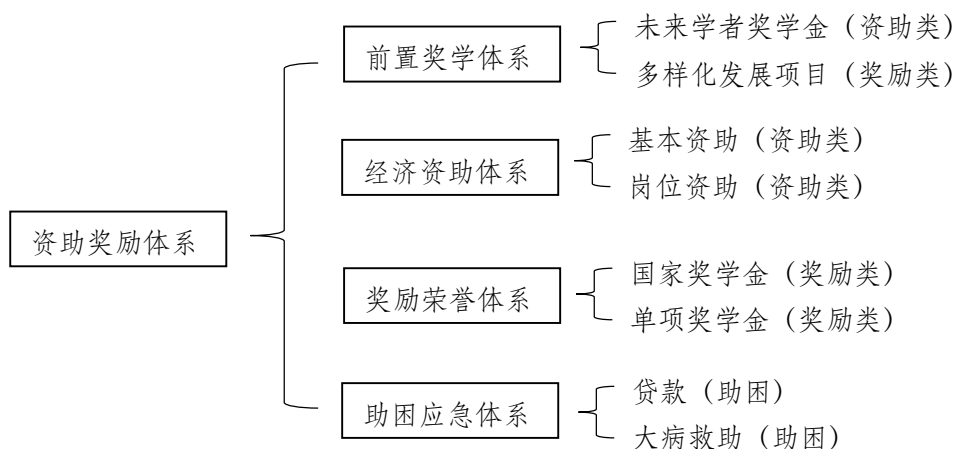 资助奖励体系
前置奖学体系
未来学者奖学金（资助类）
多样化发展项目（奖励类）
经济资助体系
基本资助（资助类）
岗位资助（资助类）
奖励荣誉体系
国家奖学金（奖励类）
单项奖学金（奖励类）
助困应急体系
贷款（助困）
大病救助（助困）